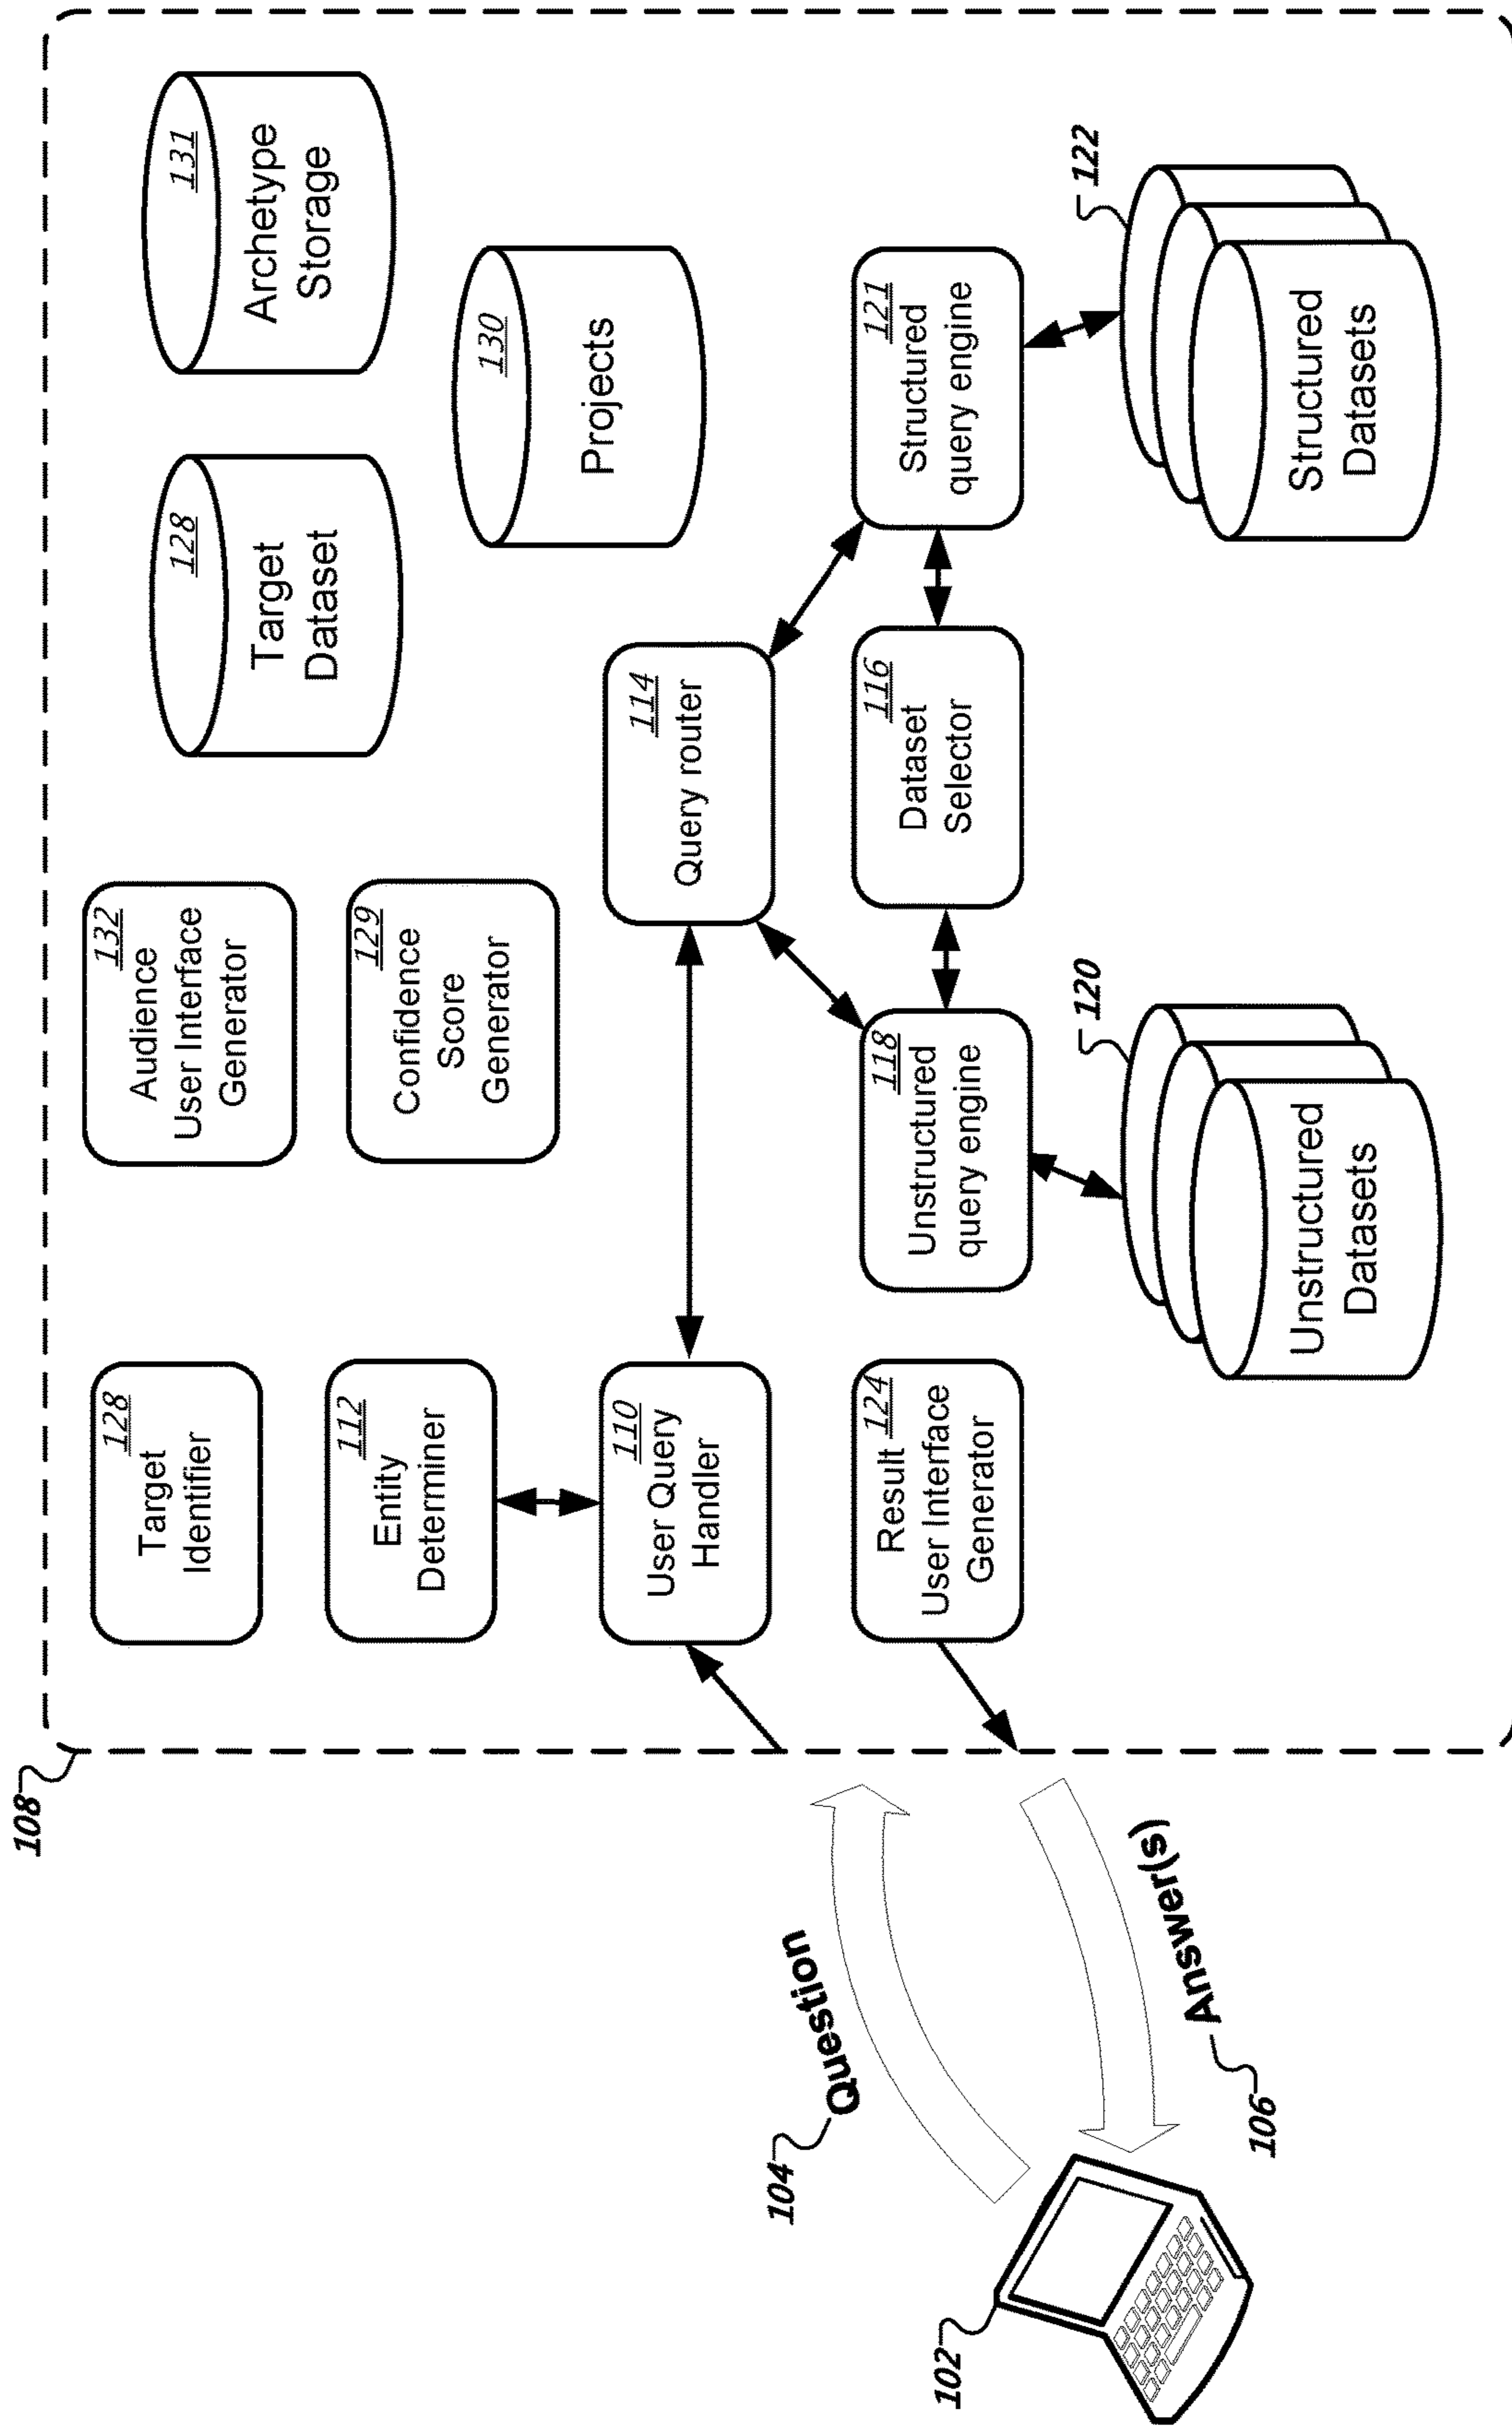 108
128
Target
Identifier
132
Audience
User Interface
Generator
128
Target
Dataset
131
Archetype
Storage
112
Entity
Determiner
129
Confidence
Score
Generator
130
Projects
110
User Query
Handler
114
Query router
124
Result
User Interface
Generator
118
Unstructured
query engine
116
Dataset
Selector
121
Structured
query engine
120
Unstructured
Datasets
122
Structured
Datasets
104
Question
Answer(s)
106
102